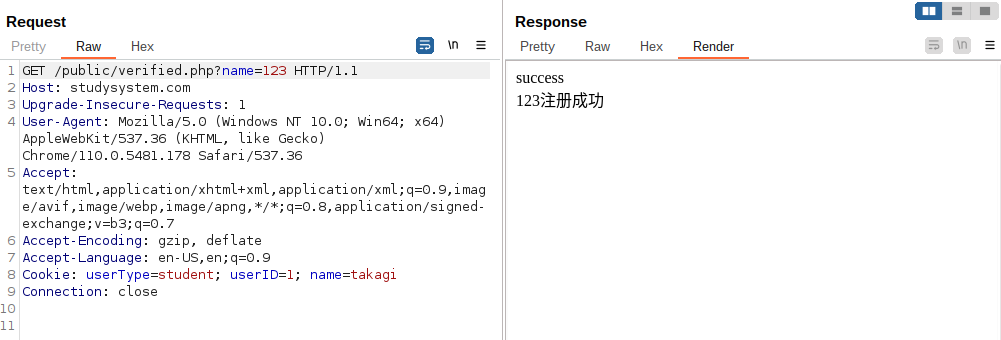 Request
Pretty Raw Hex
\n
1 GET /public/verified.php?name=123 HTTP/1.1
2 Host: studysystem.com
3 Upgrade-Insecure-Requests: 1
4 User-Agent: Mozilla/5.0 (Windows NT 10.0; Win64; x64)
AppleWebKit/537.36 (KHTML, like Gecko)
Chrome/110.0.5481.178 Safari/537.36
5 Accept:
text/html,application/xhtml+xml,application/xml;q=0.9,imag
e/avif,image/webp,image/apng,*/*;q=0.8,application/signed-
exchange;v=b3;q=0.7
6 Accept-Encoding: gzip, deflate
7 Accept-Language: en-US,en;q=0.9
8 Cookie: userType=student; userID=1; name=takagi
9 Connection: close
10
11
Response
Pretty Raw Hex Render
\n
success
123注册成功